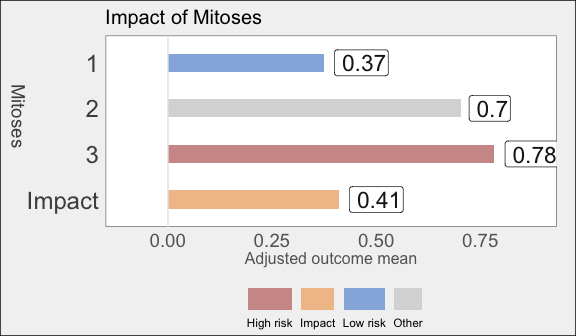 Impact of Mitoses
Mitoses
1
0.37
2
0.7
3
0.78
Impact
0.41
0.00 0.25 0.50 0.75
Adjusted outcome mean
High risk Impact Low risk Other